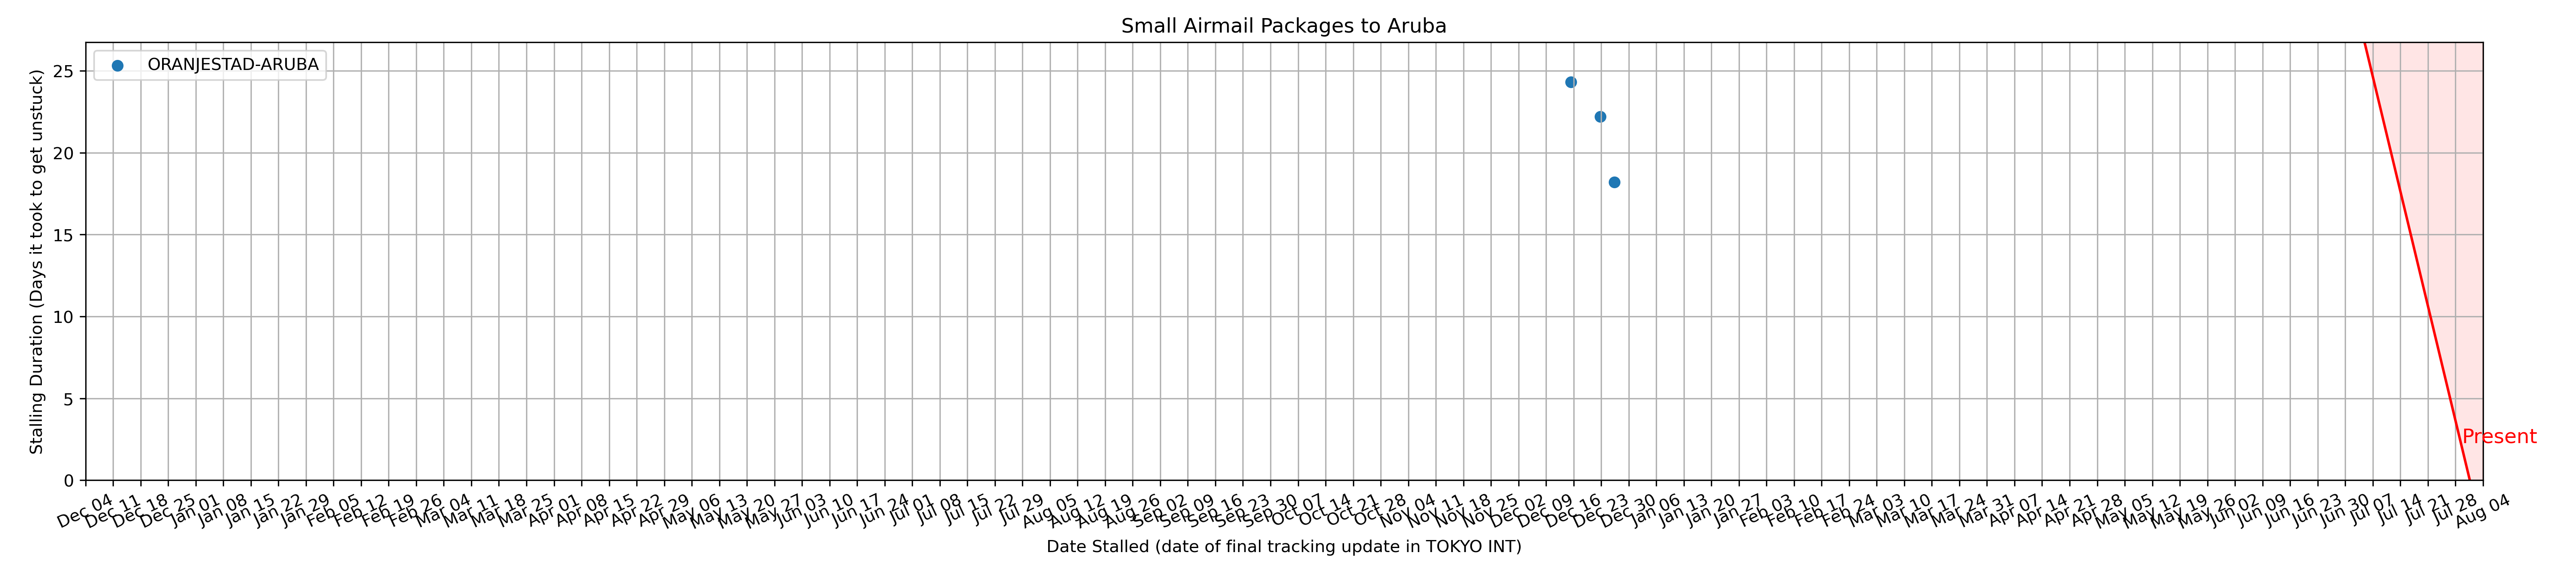 Small Airmail Packages to Aruba
ORANJESTAD-ARUBA
Stalling Duration (Days it took to get unstuck)
25
20
15
10
5
0
Present
Dec 04
Dec 11
Dec 18
Dec 25
Jan 01
Jan 08
Jan 15
Jan 22
Jan 29
Feb 05
Feb 12
Feb 19
Feb 26
Mar 04
Mar 11
Mar 18
Mar 25
Apr 01
Apr 08
Apr 15
Apr 22
Apr 29
May 06
May 13
May 20
May 27
Jun 03
Jun 10
Jun 17
Jun 24
Jul 01
Jul 08
Jul 15
Jul 22
Jul 29
Aug 05
Aug 12
Aug 19
Aug 26
Sep 02
Sep 09
Sep 16
Sep 23
Sep 30
Oct 07
Oct 14
Oct 21
Oct 28
Nov 04
Nov 11
Nov 18
Nov 25
Dec 02
Dec 09
Dec 16
Dec 23
Dec 30
Jan 06
Jan 13
Jan 20
Jan 27
Feb 03
Feb 10
Feb 17
Feb 24
Mar 03
Mar 10
Mar 17
Mar 24
Mar 31
Apr 07
Apr 14
Apr 21
Apr 28
May 05
May 12
May 19
May 26
Jun 02
Jun 09
Jun 16
Jun 23
Jun 30
Jul 07
Jul 14
Jul 21
Jul 28
Aug 04
Date Stalled (date of final tracking update in TOKYO INT)